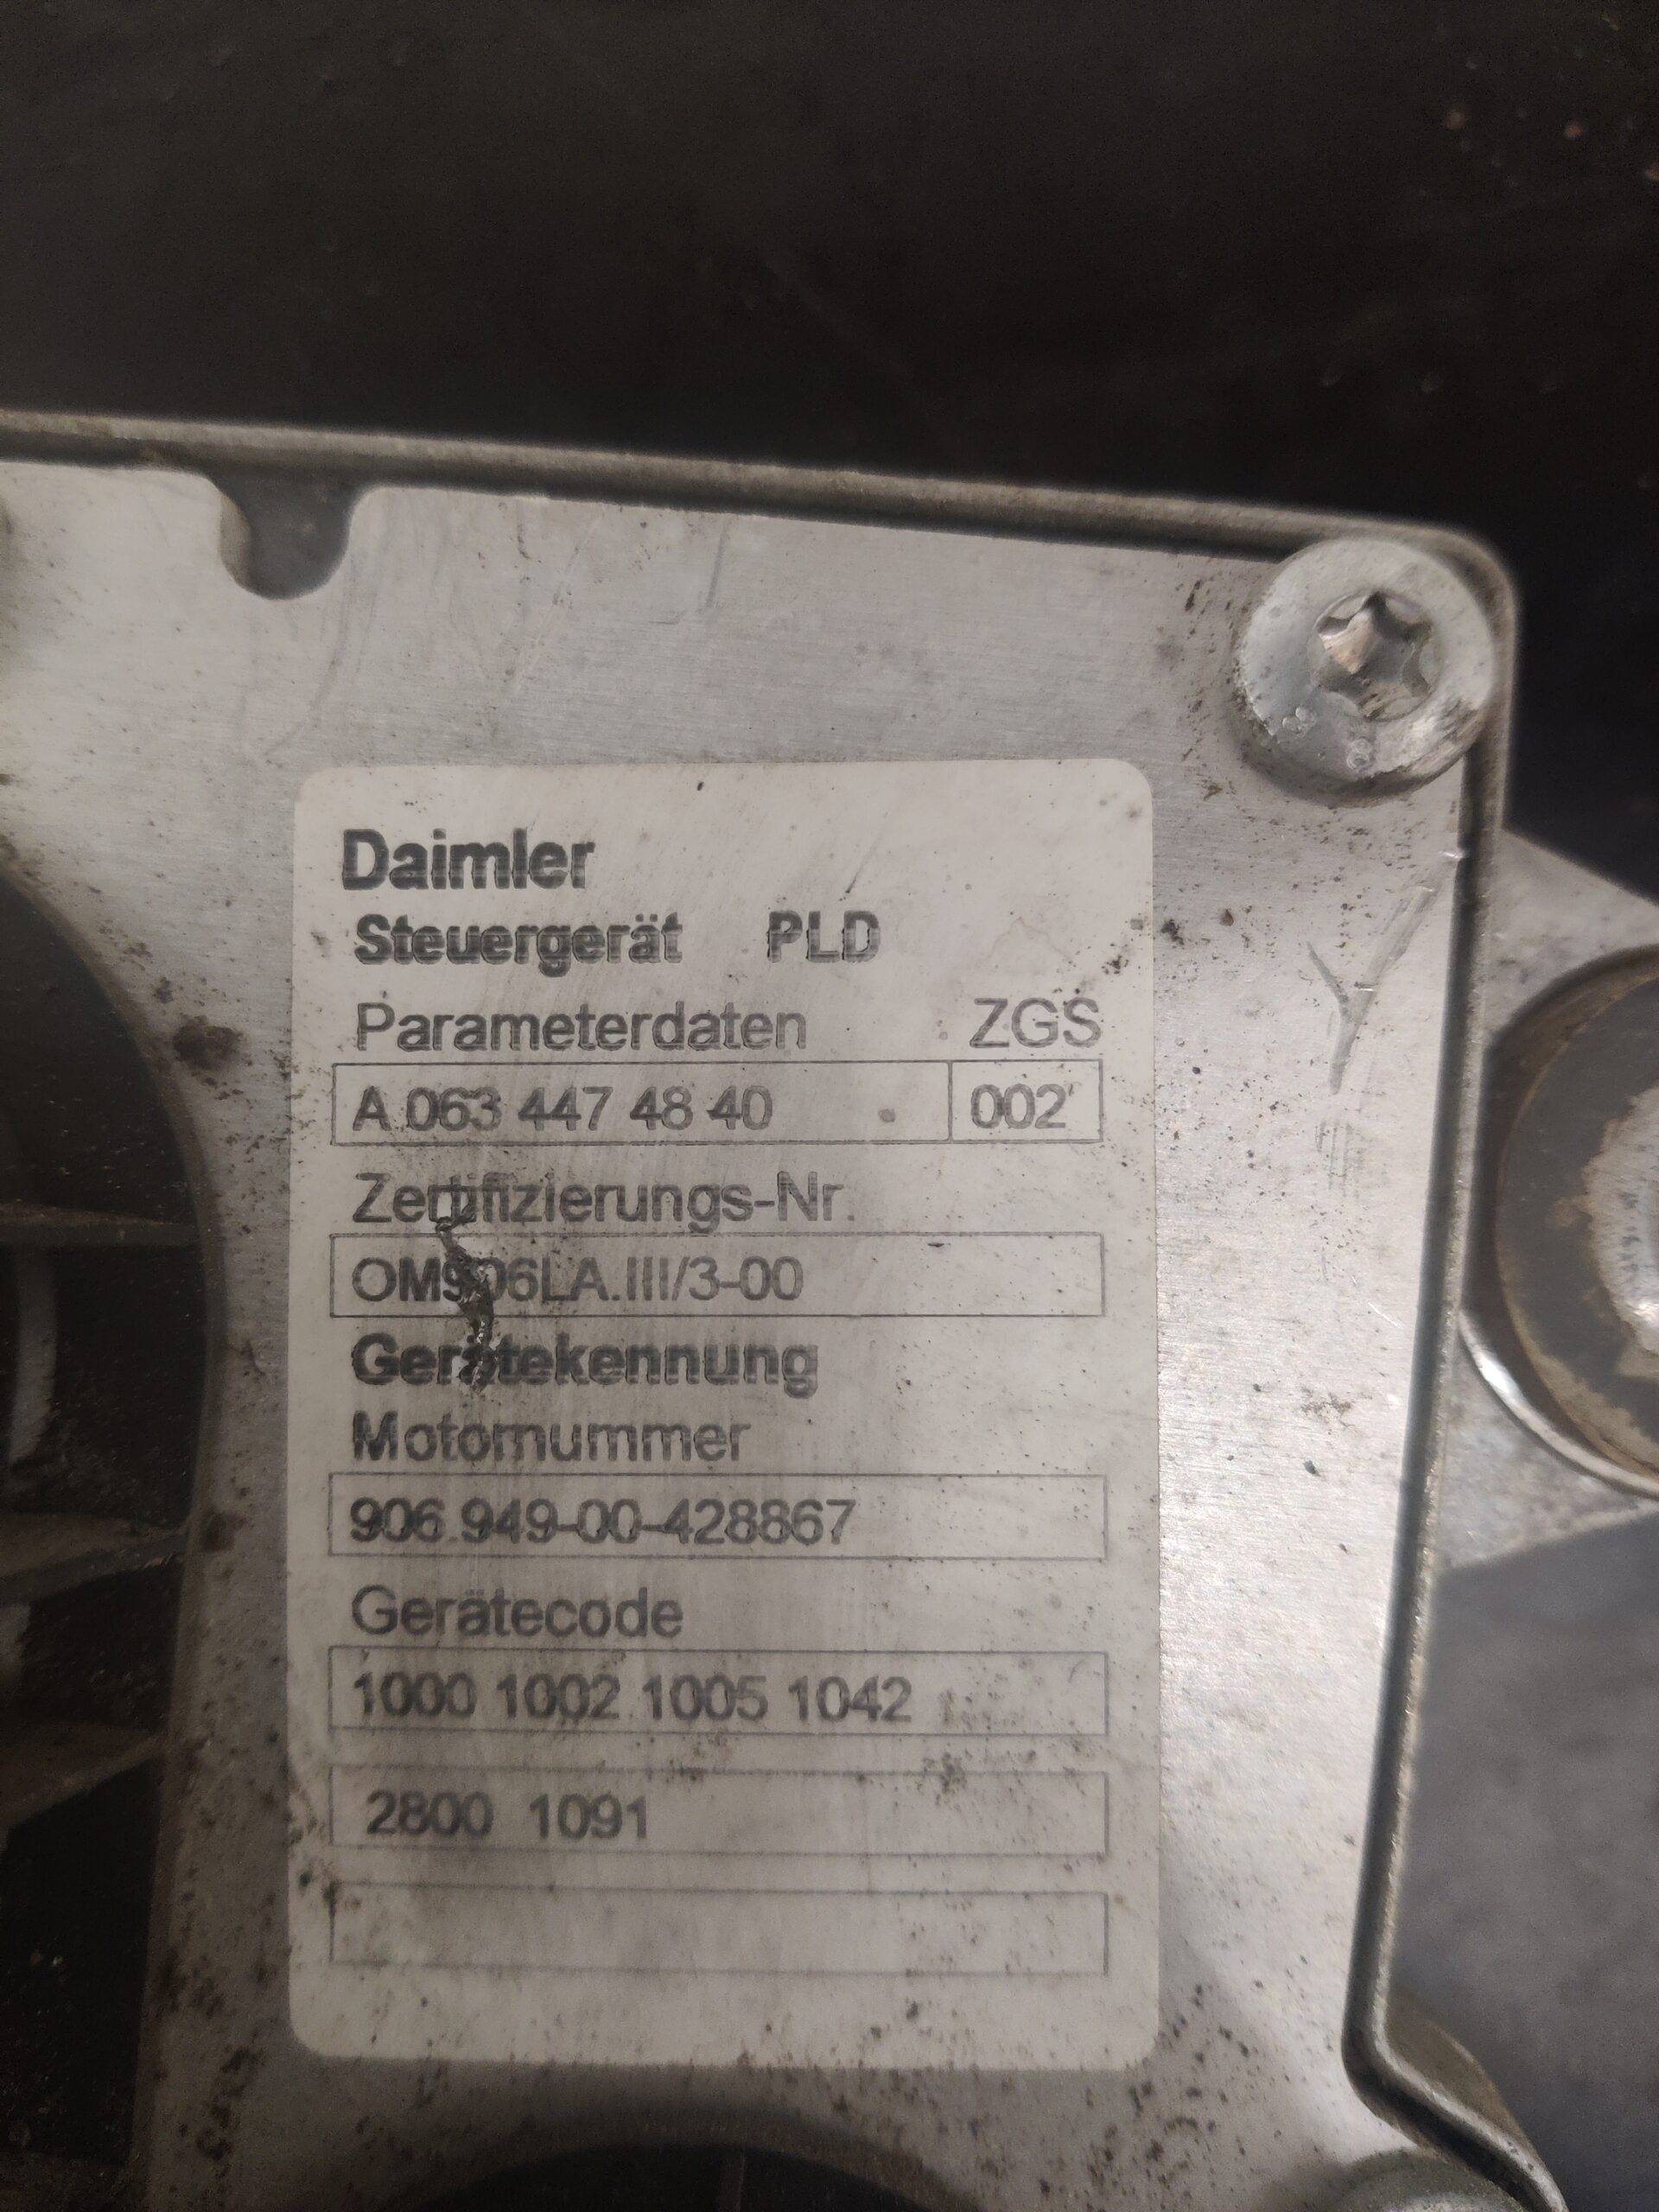 Daimler
Steuergerät PLD
Parameterdaten ZGS
A 063 447 48 40 002
Zertifizierungs-Nr.
OM906LA.III/3-00
Gerätekennung
Motornummer
906.949-00-428867
Gerätecode
1000 1002 1005 1042
2800 1091